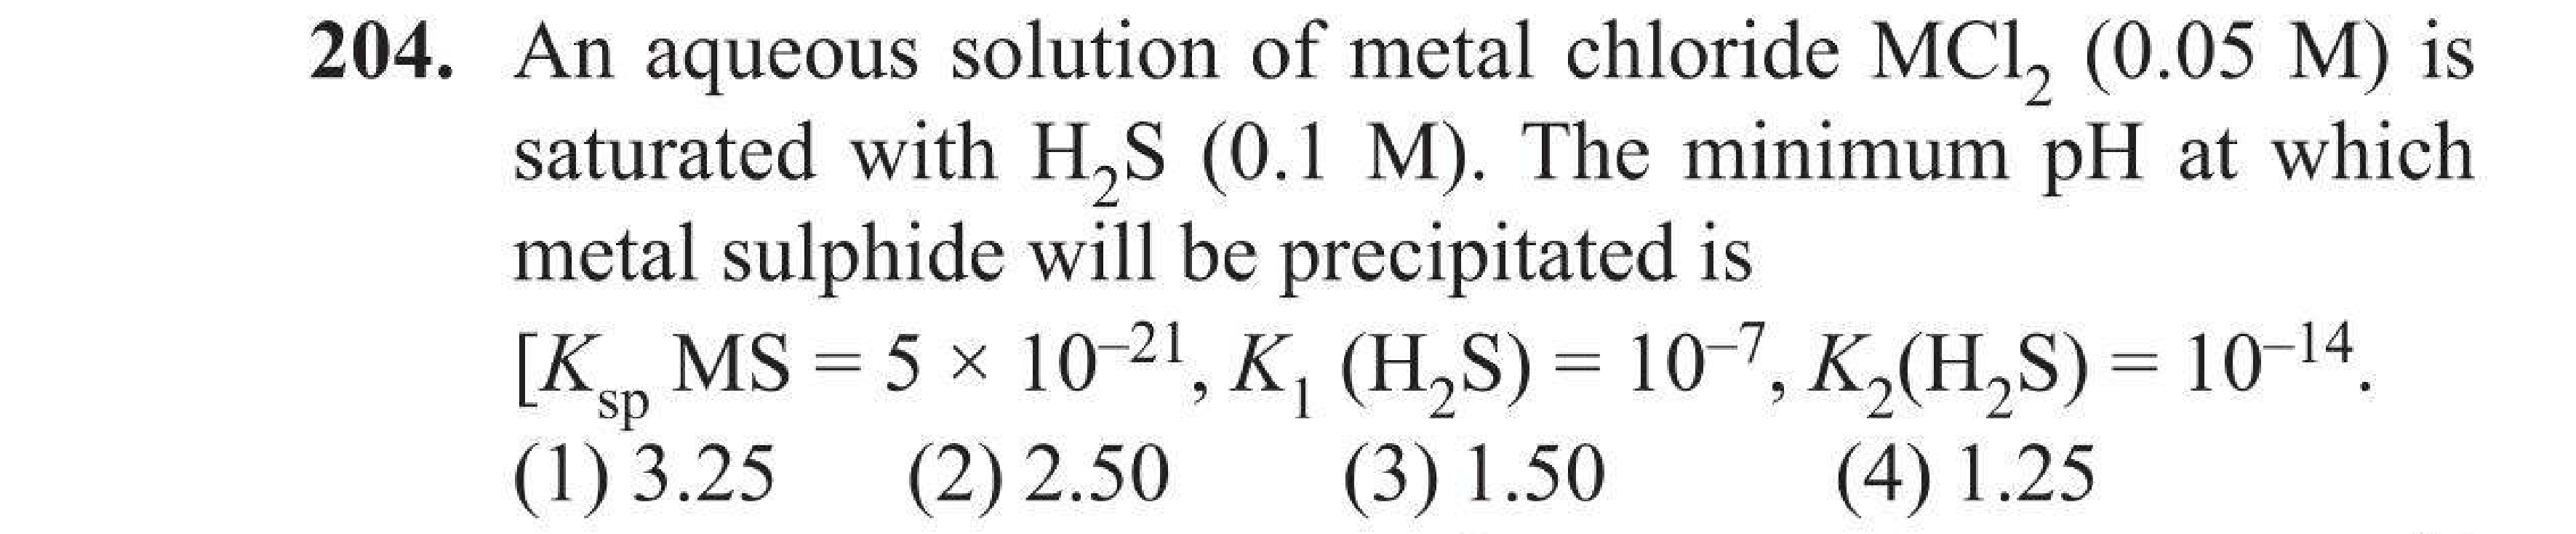 204. An aqueous solution of metal chloride MCl₂ (0.05 M) is
saturated with H₂S (0.1 M). The minimum pH at which
metal sulphide will be precipitated is
[Kₛₚ MS = 5 × 10⁻²¹, K₁ (H₂S) = 10⁻⁷, K₂(H₂S) = 10⁻¹⁴.
(1) 3.25 (2) 2.50 (3) 1.50 (4) 1.25